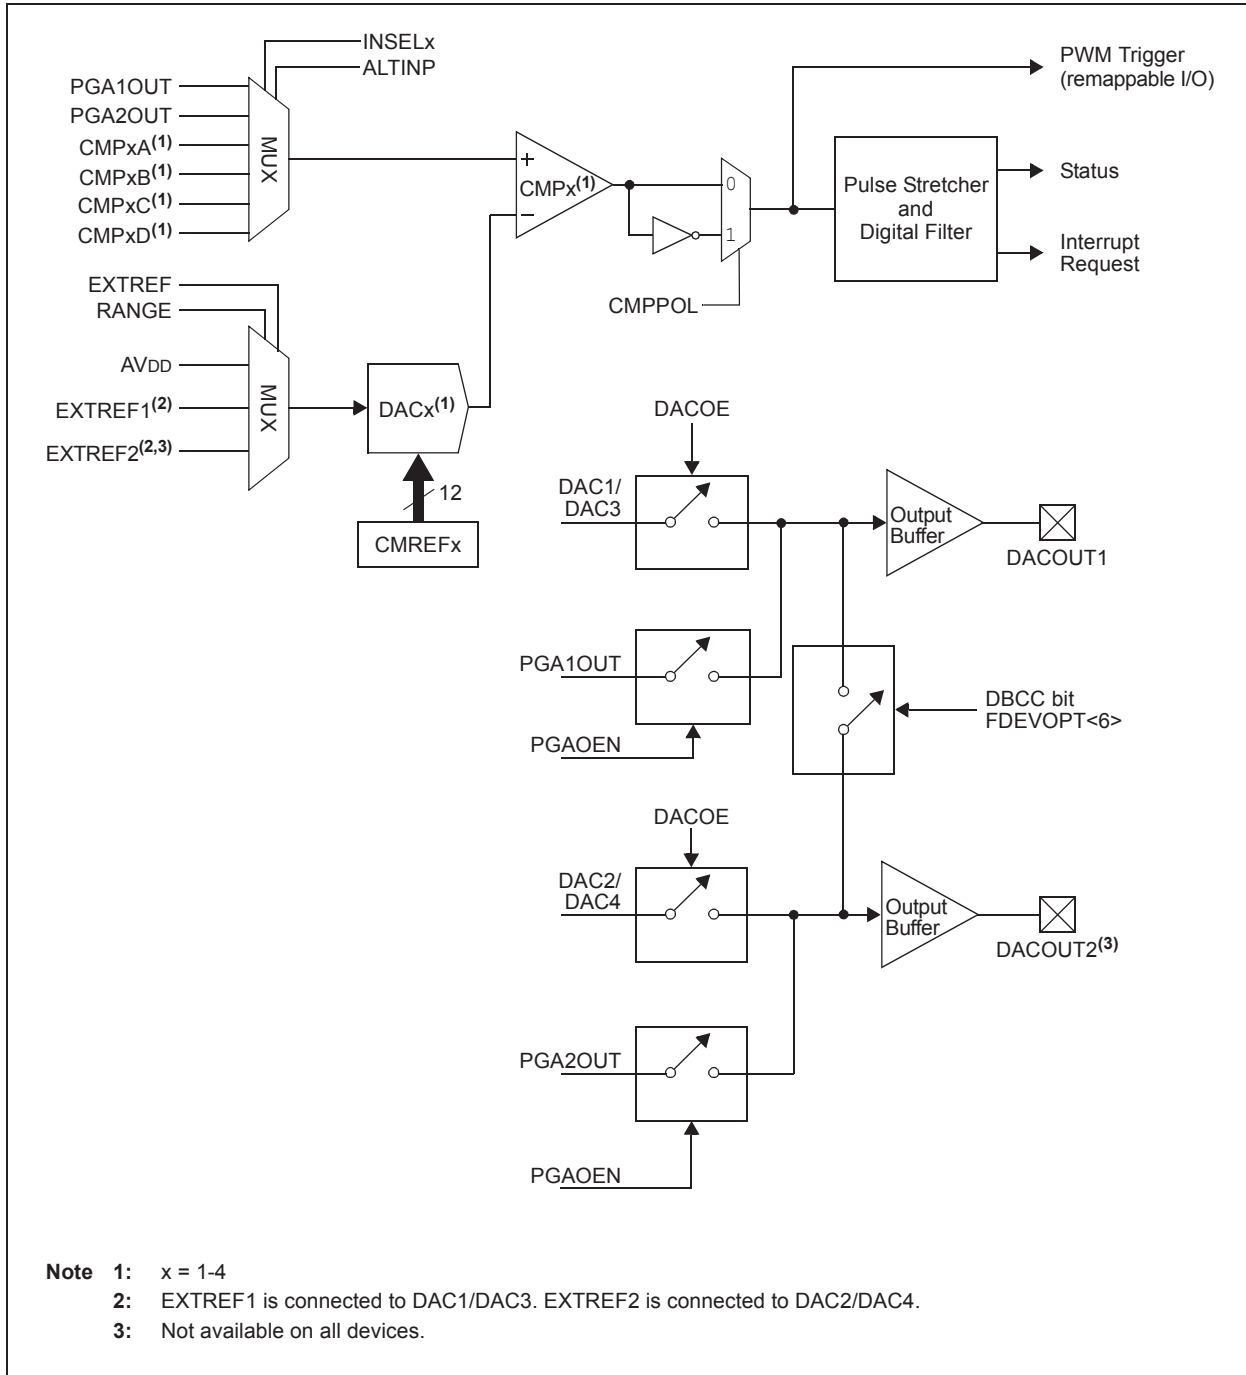 INSELx
ALTINP
PGA1OUT
PGA2OUT
CMPxA(1)
CMPxB(1)
CMPxC(1)
CMPxD(1)
MUX
+
CMPx(1)
–
0
1
CMPPOL
PWM Trigger
(remappable I/O)
Pulse Stretcher
and
Digital Filter
Status
Interrupt
Request
EXTREF
RANGE
AVDD
EXTREF1(2)
EXTREF2(2,3)
MUX
DACx(1)
12
CMREFx
DACOE
DAC1/
DAC3
Output
Buffer
DACOUT1
PGA1OUT
PGAOEN
DBCC bit
FDEVOPT<6>
DACOE
DAC2/
DAC4
Output
Buffer
DACOUT2(3)
PGA2OUT
PGAOEN
Note 1: x = 1-4
2: EXTREF1 is connected to DAC1/DAC3. EXTREF2 is connected to DAC2/DAC4.
3: Not available on all devices.